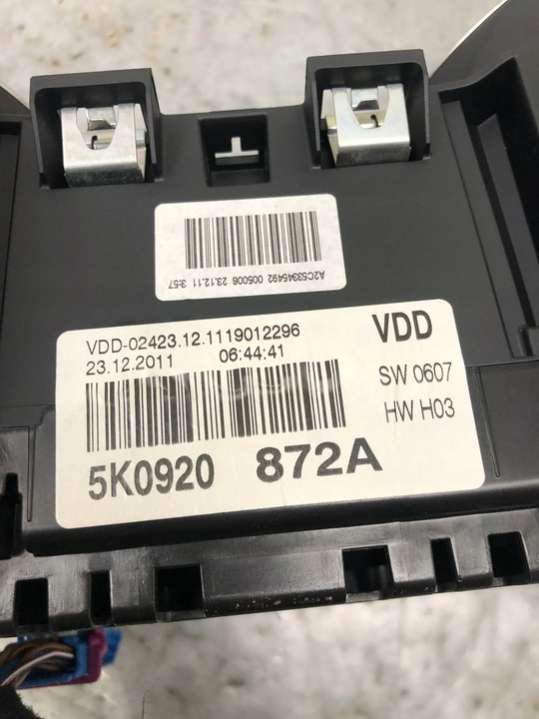 A2C53345492 005006 23.12.11 3:57
VDD-02423.12.1119012296
23.12.2011 06:44:41
VDD
SW 0607
HW H03
5K0920 872A